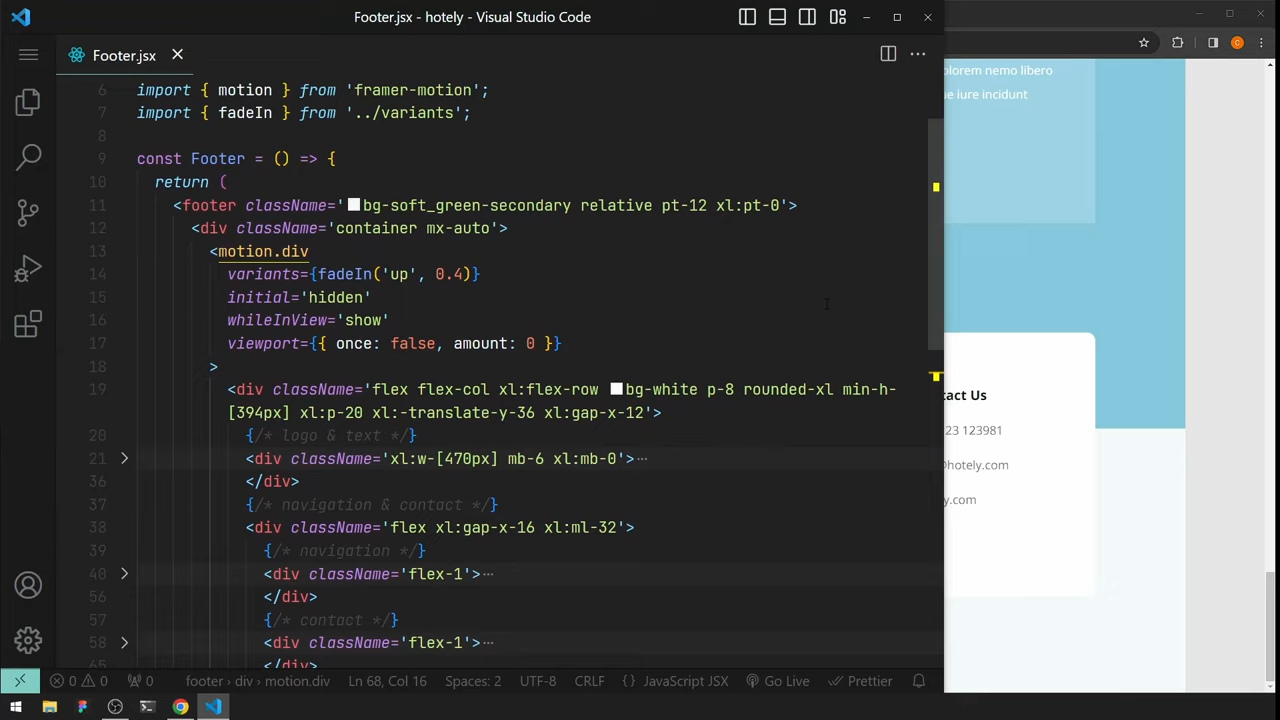 Footer.jsx - hotely - Visual Studio Code
Footer.jsx
6 import { motion } from 'framer-motion';
7 import { fadeIn } from '../variants';
8
9 const Footer = () => {
10 return (
11 <footer className='bg-soft_green-secondary relative pt-12 xl:pt-0'>
12 <div className='container mx-auto'>
13 <motion.div
14 variants={fadeIn('up', 0.4)}
15 initial='hidden'
16 whileInView='show'
17 viewport={{ once: false, amount: 0 }}
18 >
19 <div className='flex flex-col xl:flex-row bg-white p-8 rounded-xl min-h-
[394px] xl:p-20 xl:-translate-y-36 xl:gap-x-12'>
20 {/* logo & text */}
21 <div className='xl:w-[470px] mb-6 xl:mb-0'>⋯
36 </div>
37 {/* navigation & contact */}
38 <div className='flex xl:gap-x-16 xl:ml-32'>
39 {/* navigation */}
40 <div className='flex-1'>⋯
56 </div>
57 {/* contact */}
58 <div className='flex-1'>⋯
65 </div>
0 0 0 footer › div › motion.div Ln 68, Col 16 Spaces: 2 UTF-8 CRLF {} JavaScript JSX Go Live Prettier
C
olorem nemo libero
e iure incidunt
tact Us
23 123981
@hotely.com
y.com